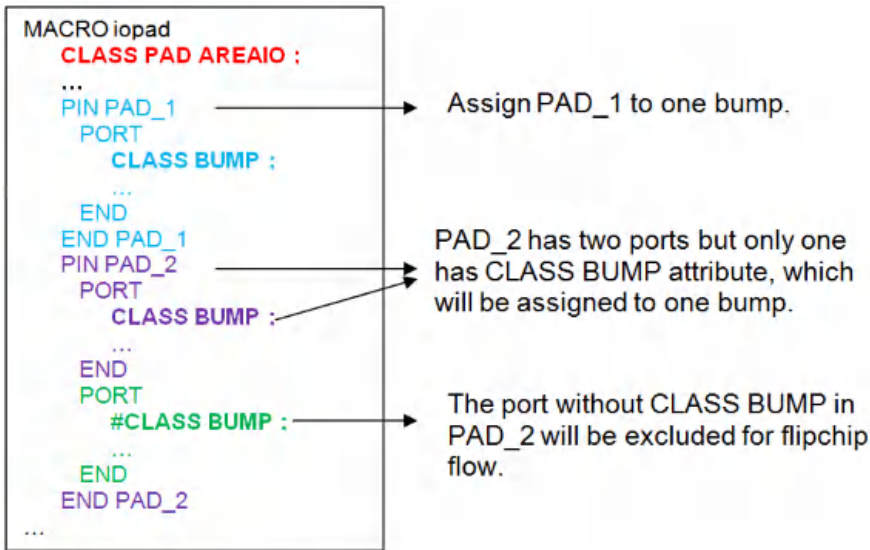 MACRO iopad
CLASS PAD AREAIO :
...
PIN PAD_1
PORT
CLASS BUMP :
...
END
END PAD_1
PIN PAD_2
PORT
CLASS BUMP :
...
END
PORT
#CLASS BUMP :
...
END
END PAD_2
...
Assign PAD_1 to one bump.
PAD_2 has two ports but only one
has CLASS BUMP attribute, which
will be assigned to one bump.
The port without CLASS BUMP in
PAD_2 will be excluded for flipchip
flow.